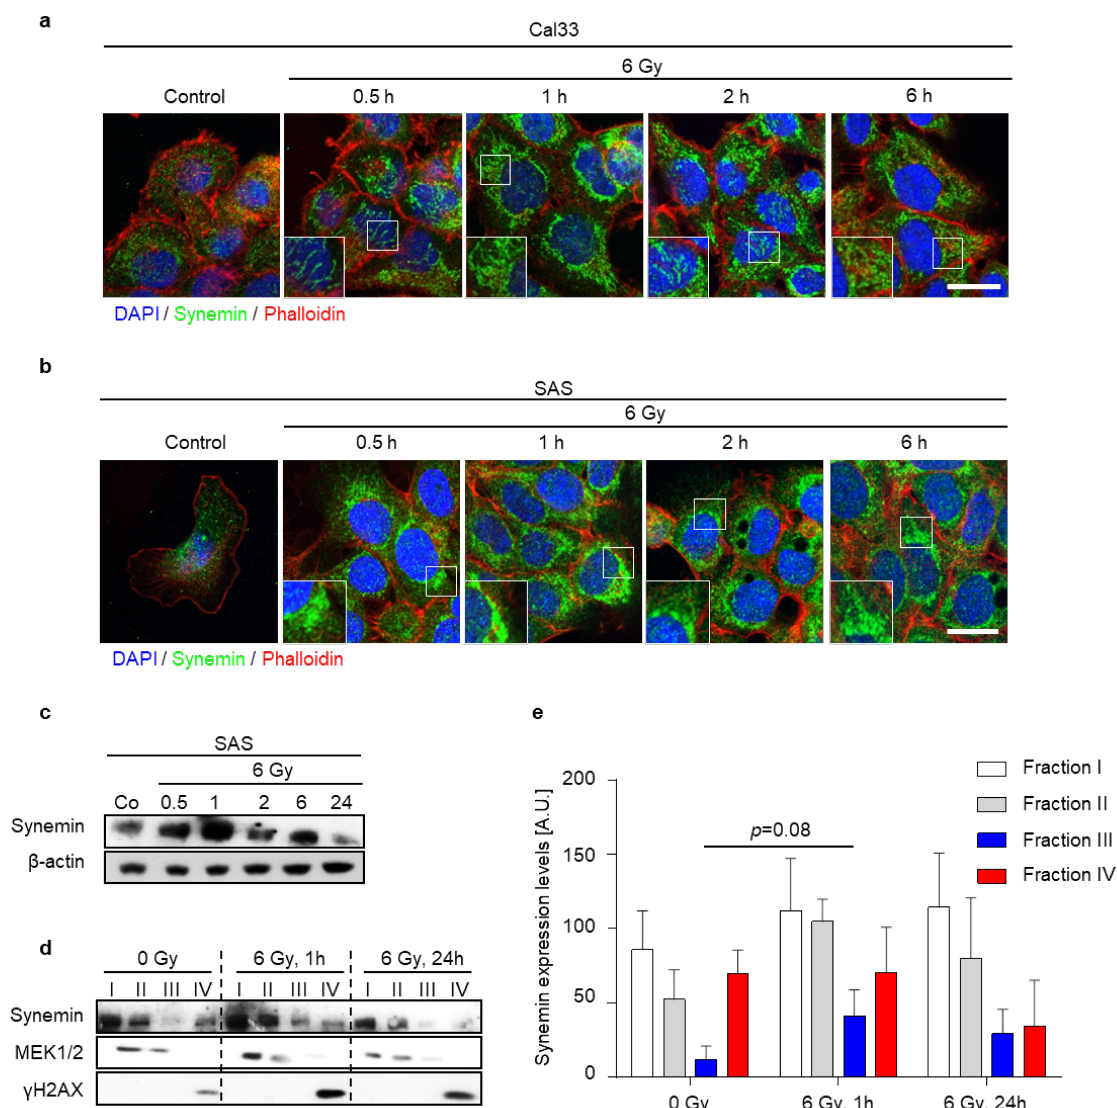 a
Cal33
6 Gy
Control 0.5 h 1 h 2 h 6 h
DAPI / Synemin / Phalloidin
b
SAS
6 Gy
Control 0.5 h 1 h 2 h 6 h
DAPI / Synemin / Phalloidin
c
SAS
6 Gy
Co 0.5 1 2 6 24
Synemin
β-actin
d
0 Gy 6 Gy, 1h 6 Gy, 24h
I II III IV I II III IV I II III IV
Synemin
MEK1/2
γH2AX
e
Fraction I
Fraction II
Fraction III
Fraction IV
p=0.08
Synemin expression levels [A.U.]
200
150
100
50
0
0 Gy 6 Gy, 1h 6 Gy, 24h